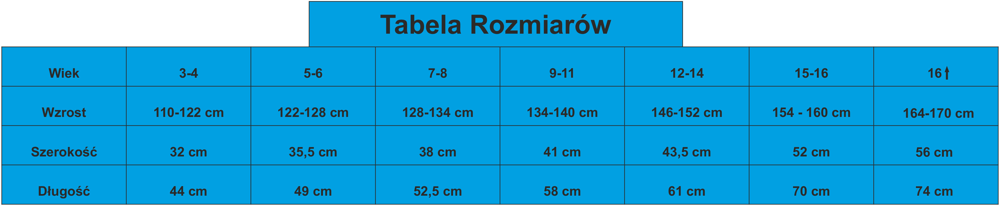 Tabela Rozmiarów
Wiek 3-4 5-6 7-8 9-11 12-14 15-16 16↑
Wzrost 110-122 cm 122-128 cm 128-134 cm 134-140 cm 146-152 cm 154 - 160 cm 164-170 cm
Szerokość 32 cm 35,5 cm 38 cm 41 cm 43,5 cm 52 cm 56 cm
Długość 44 cm 49 cm 52,5 cm 58 cm 61 cm 70 cm 74 cm